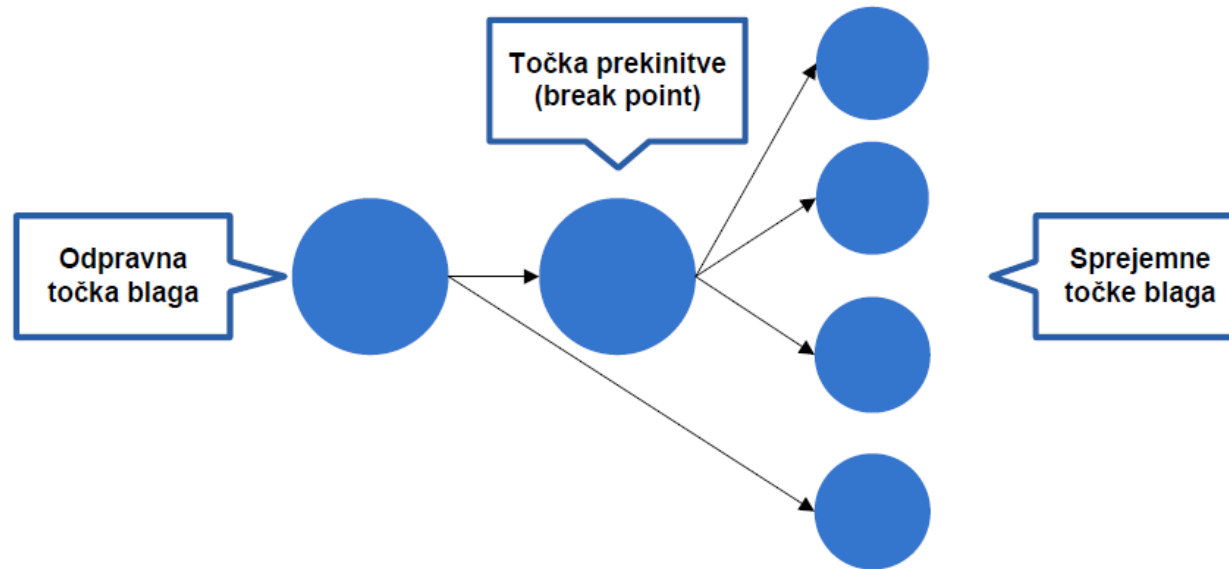 Točka prekinitve
(break point)
Odpravna
točka blaga
Sprejemne
točke blaga